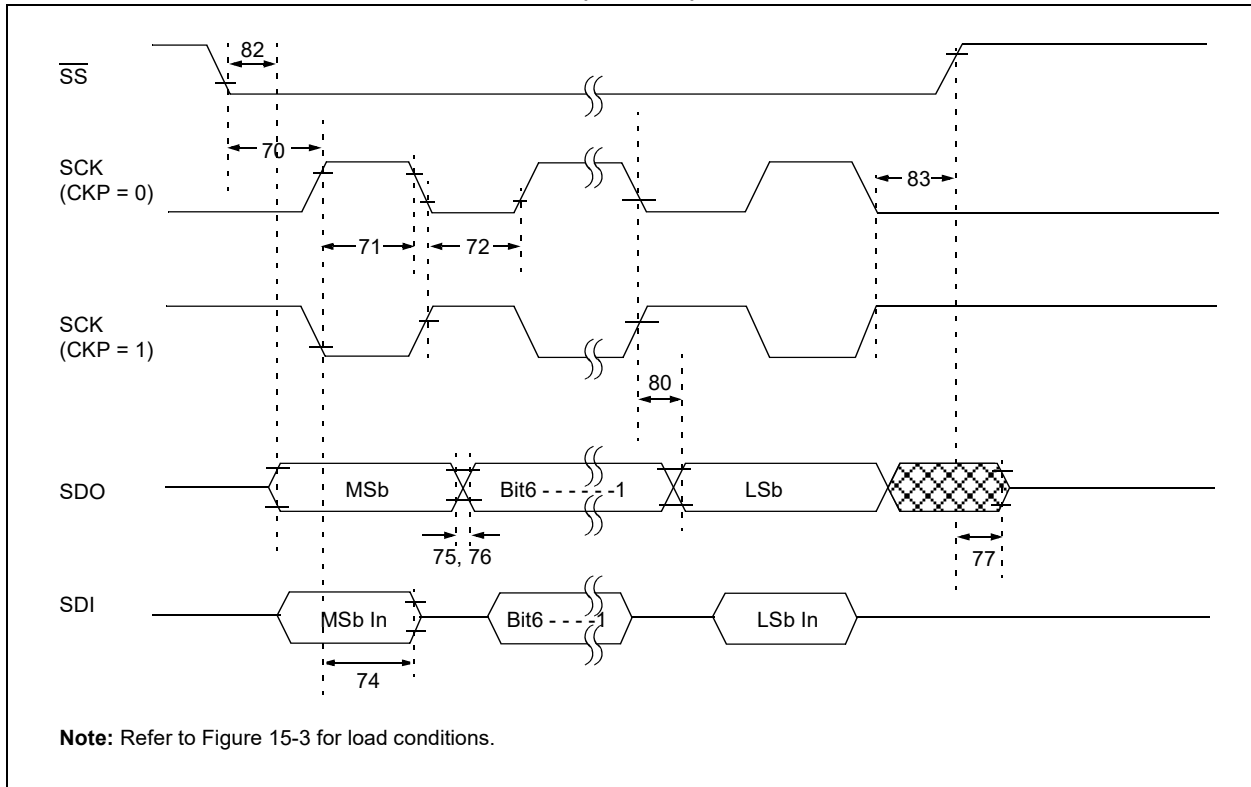 82
SS
70
SCK
(CKP = 0)
83
71
72
SCK
(CKP = 1)
80
SDO
MSb
Bit6 - - - - - -1
LSb
75, 76
77
SDI
MSb In
Bit6 - - - -1
LSb In
74
Note: Refer to Figure 15-3 for load conditions.